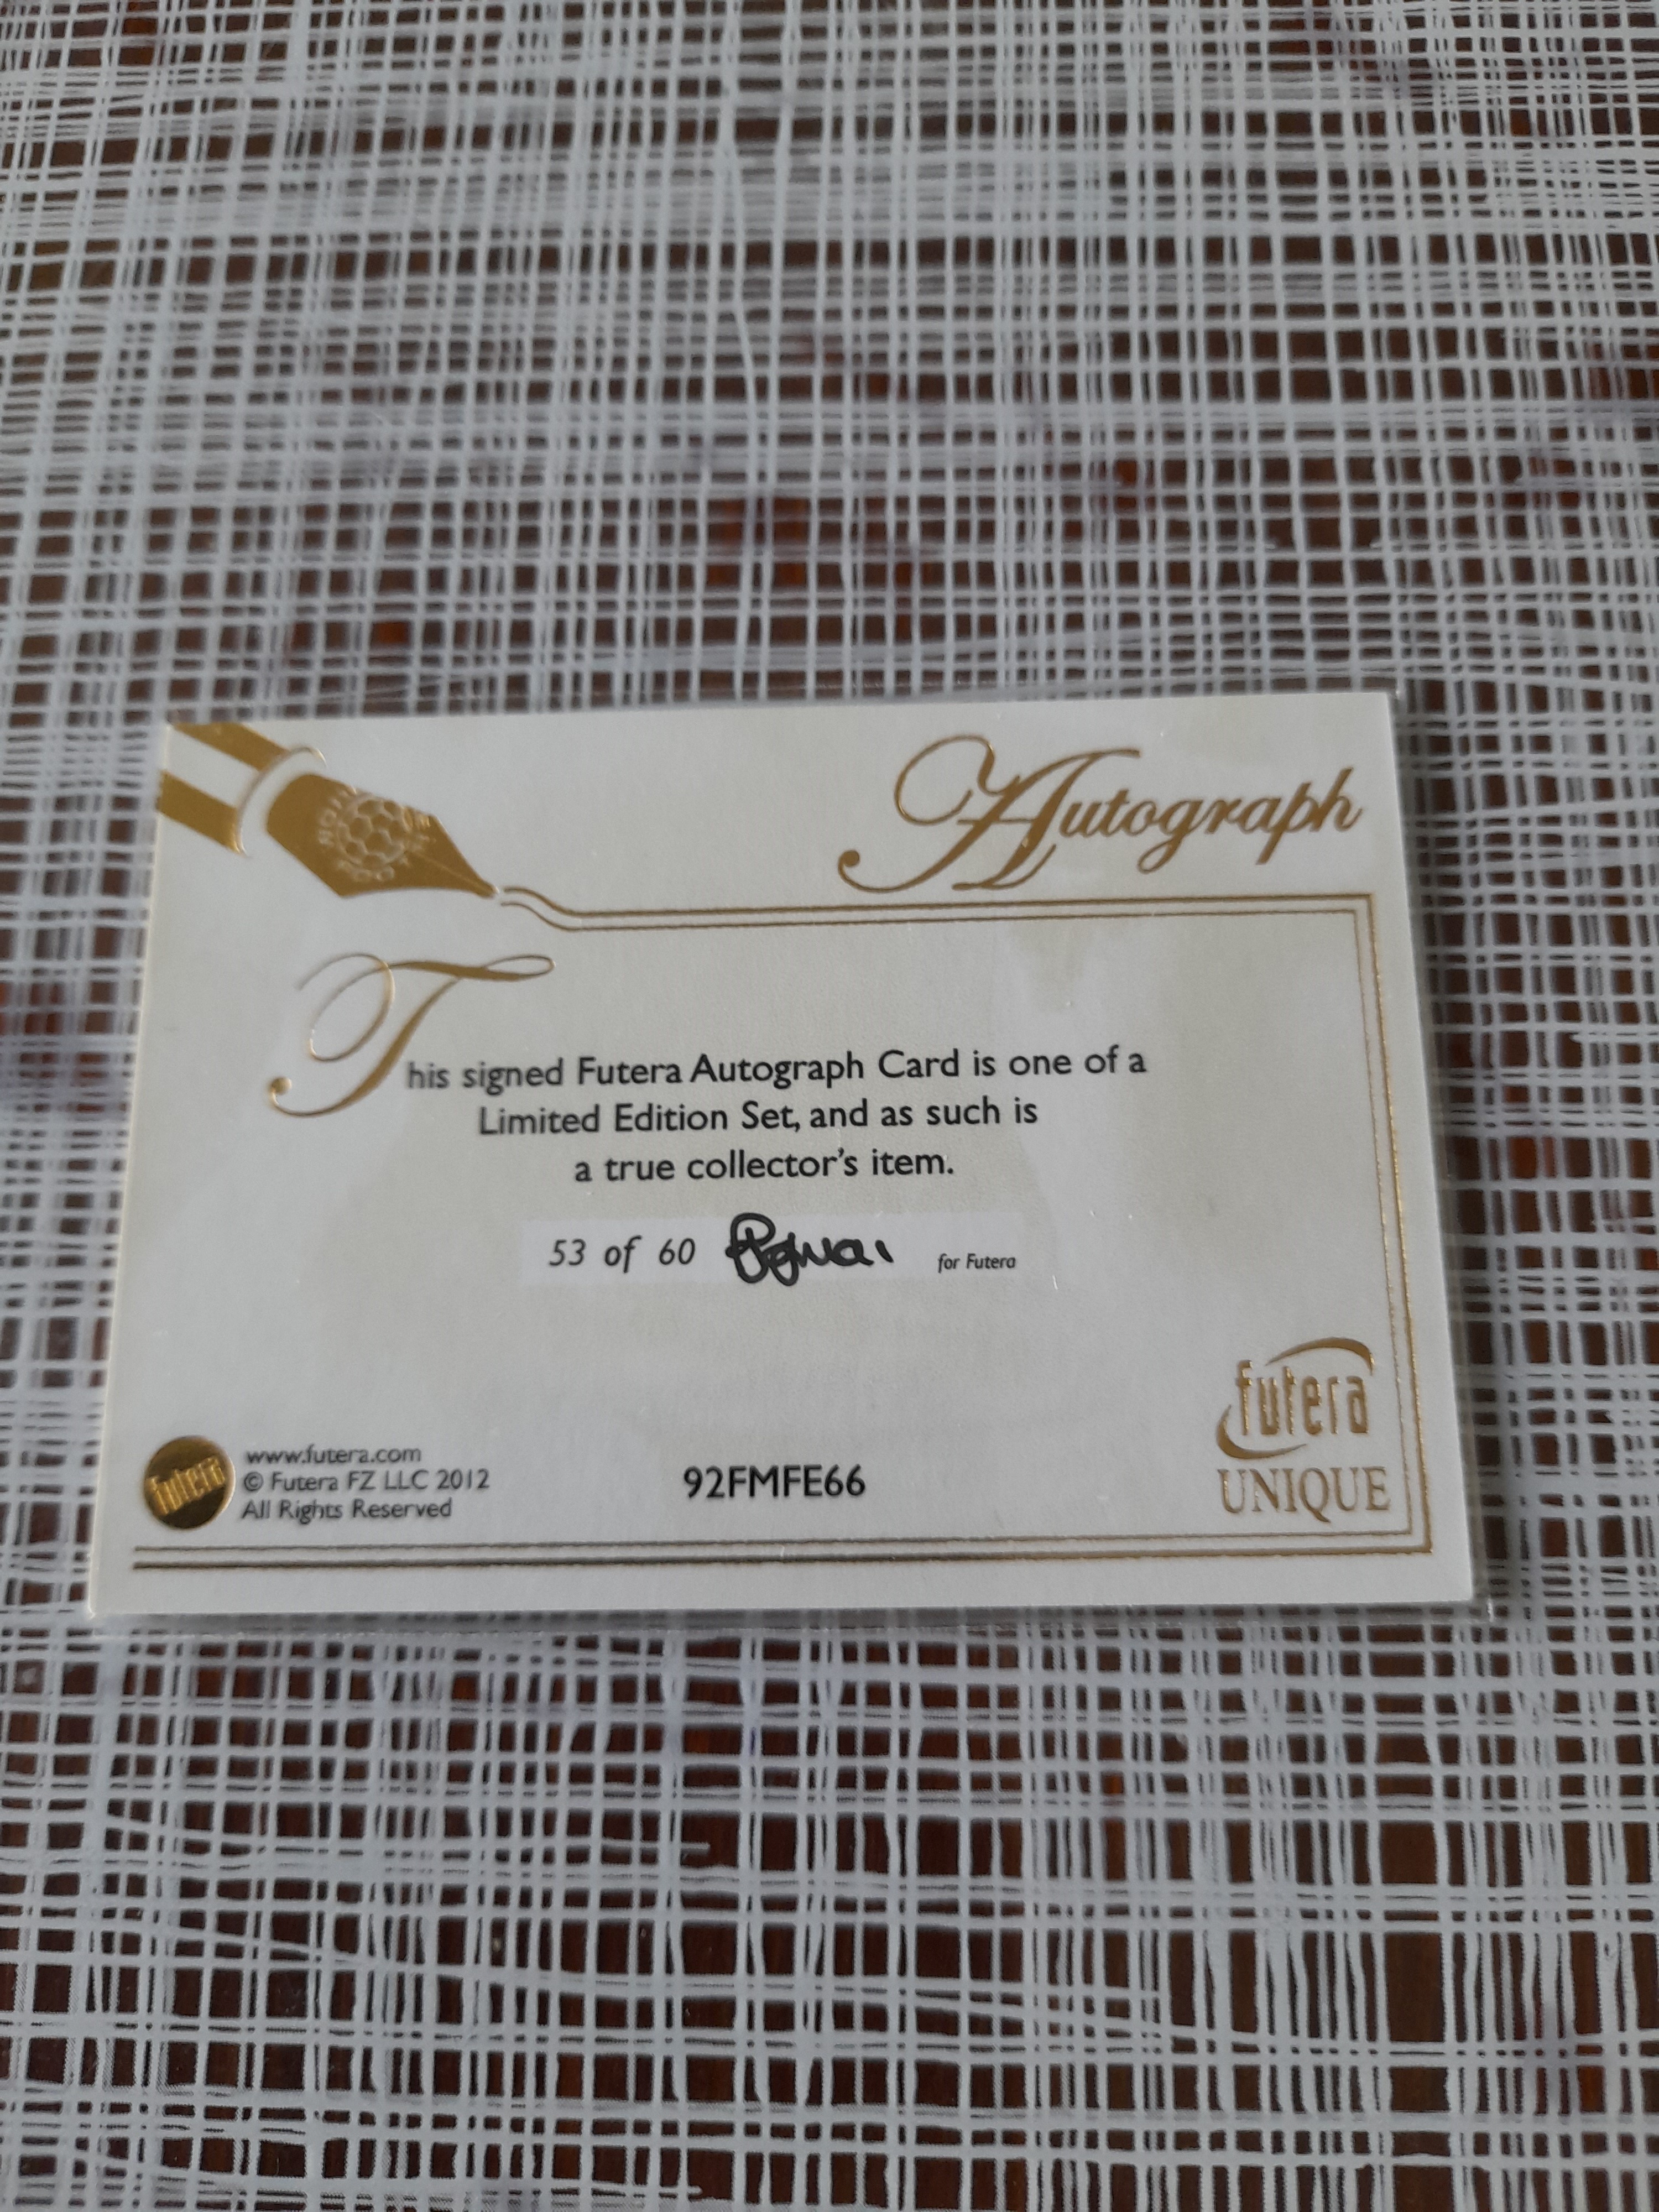 Autograph
This signed Futera Autograph Card is one of a
Limited Edition Set, and as such is
a true collector's item.
53 of 60 for Futera
futera
UNIQUE
futera
www.futera.com
© Futera FZ LLC 2012
All Rights Reserved
92FMFE66